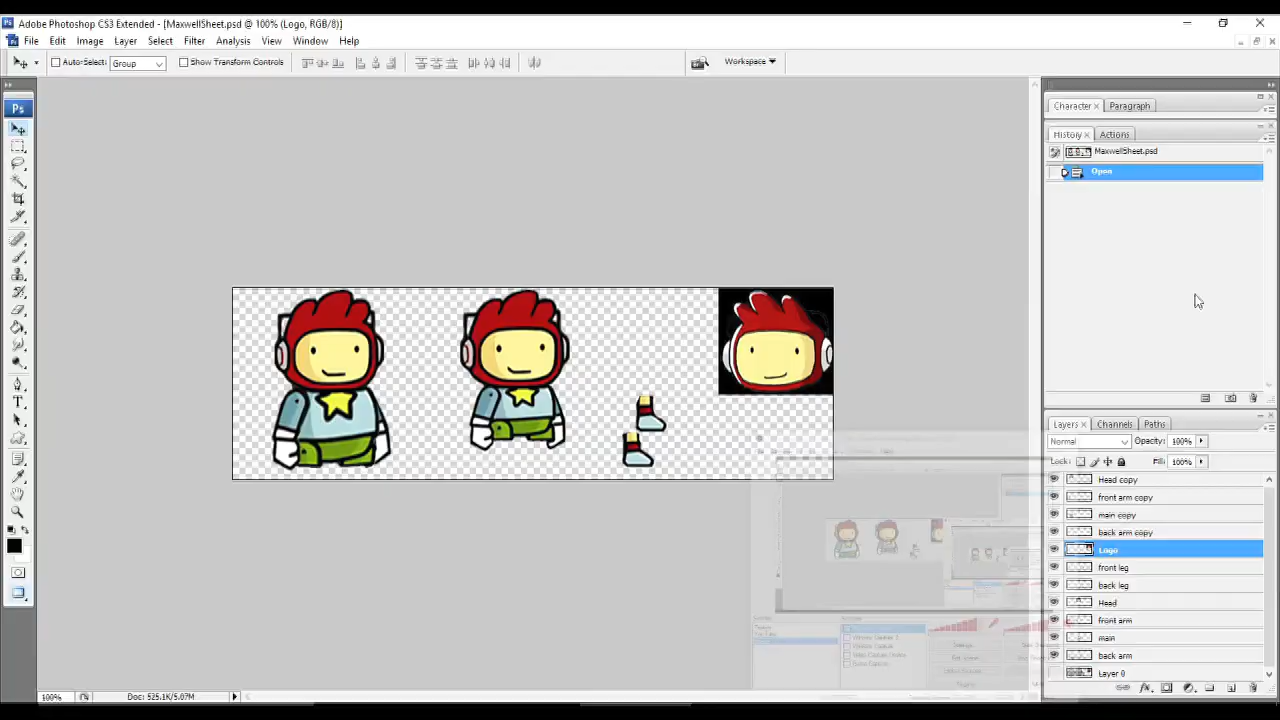 Adobe Photoshop CS3 Extended - [MaxwellSheet.psd @ 100% (Logo, RGB/8)]
File Edit Image Layer Select Filter Analysis View Window Help
Auto-Select: Group Show Transform Controls Workspace
Ps
Character Paragraph
History Actions
MaxwellSheet.psd
Open
Layers Channels Paths
Normal Opacity: 100%
Lock: Fill: 100%
Head copy
front arm copy
main copy
back arm copy
Logo
front leg
back leg
Head
front arm
main
back arm
Layer 0
100% Doc: 525.1K/5.07M